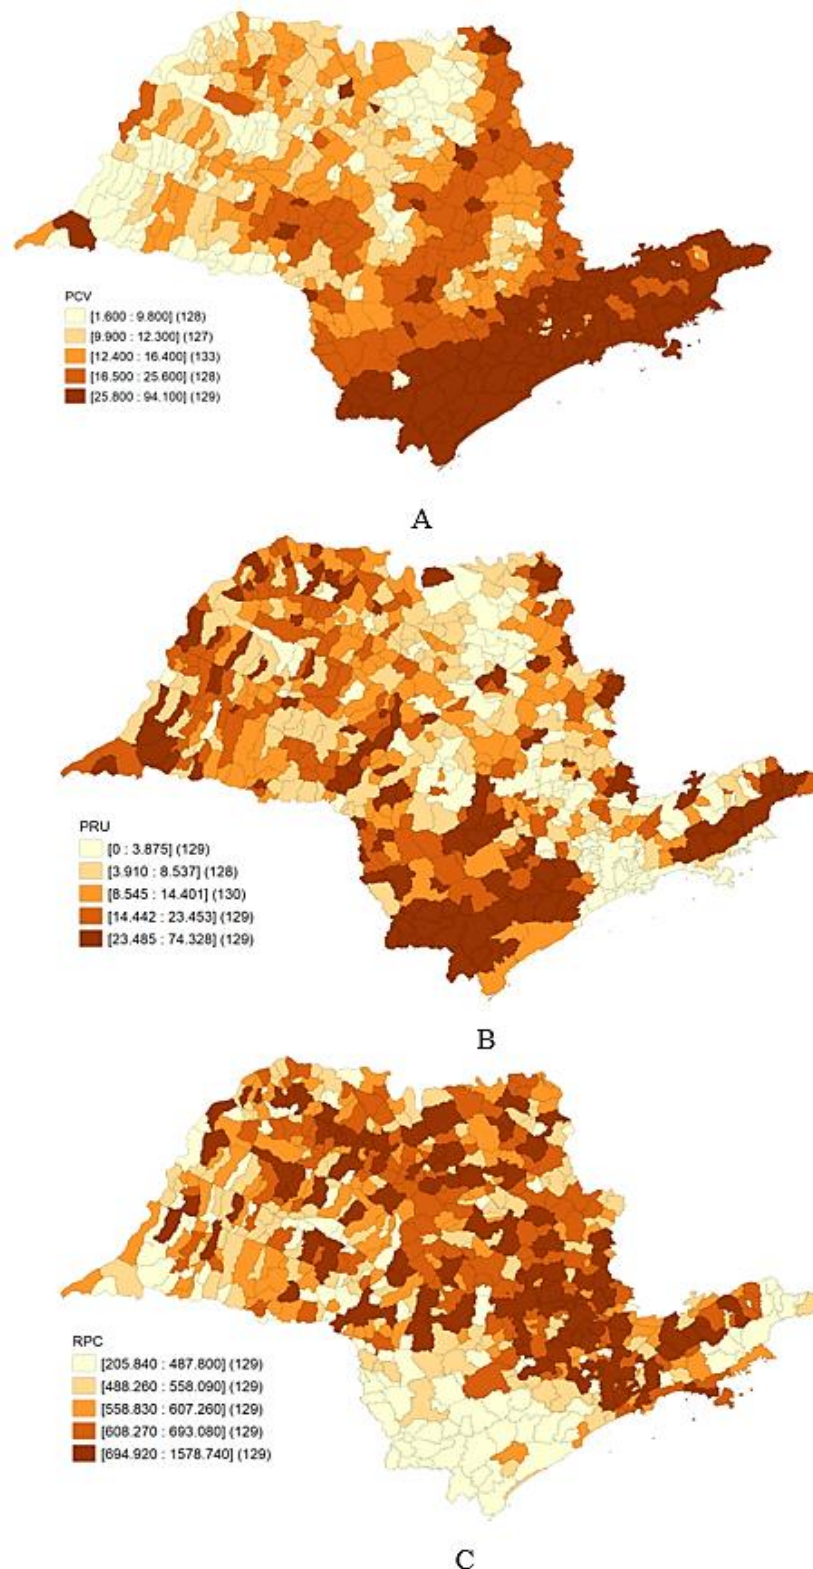 PCV
[1.600 : 9.800] (128)
[9.900 : 12.300] (127)
[12.400 : 16.400] (133)
[16.500 : 25.600] (128)
[25.800 : 94.100] (129)
A
PRU
[0 : 3.875] (129)
[3.910 : 8.537] (128)
[8.545 : 14.401] (130)
[14.442 : 23.453] (129)
[23.485 : 74.328] (129)
B
RPC
[205.840 : 487.800] (129)
[488.260 : 558.090] (129)
[558.830 : 607.260] (129)
[608.270 : 693.080] (129)
[694.920 : 1578.740] (129)
C